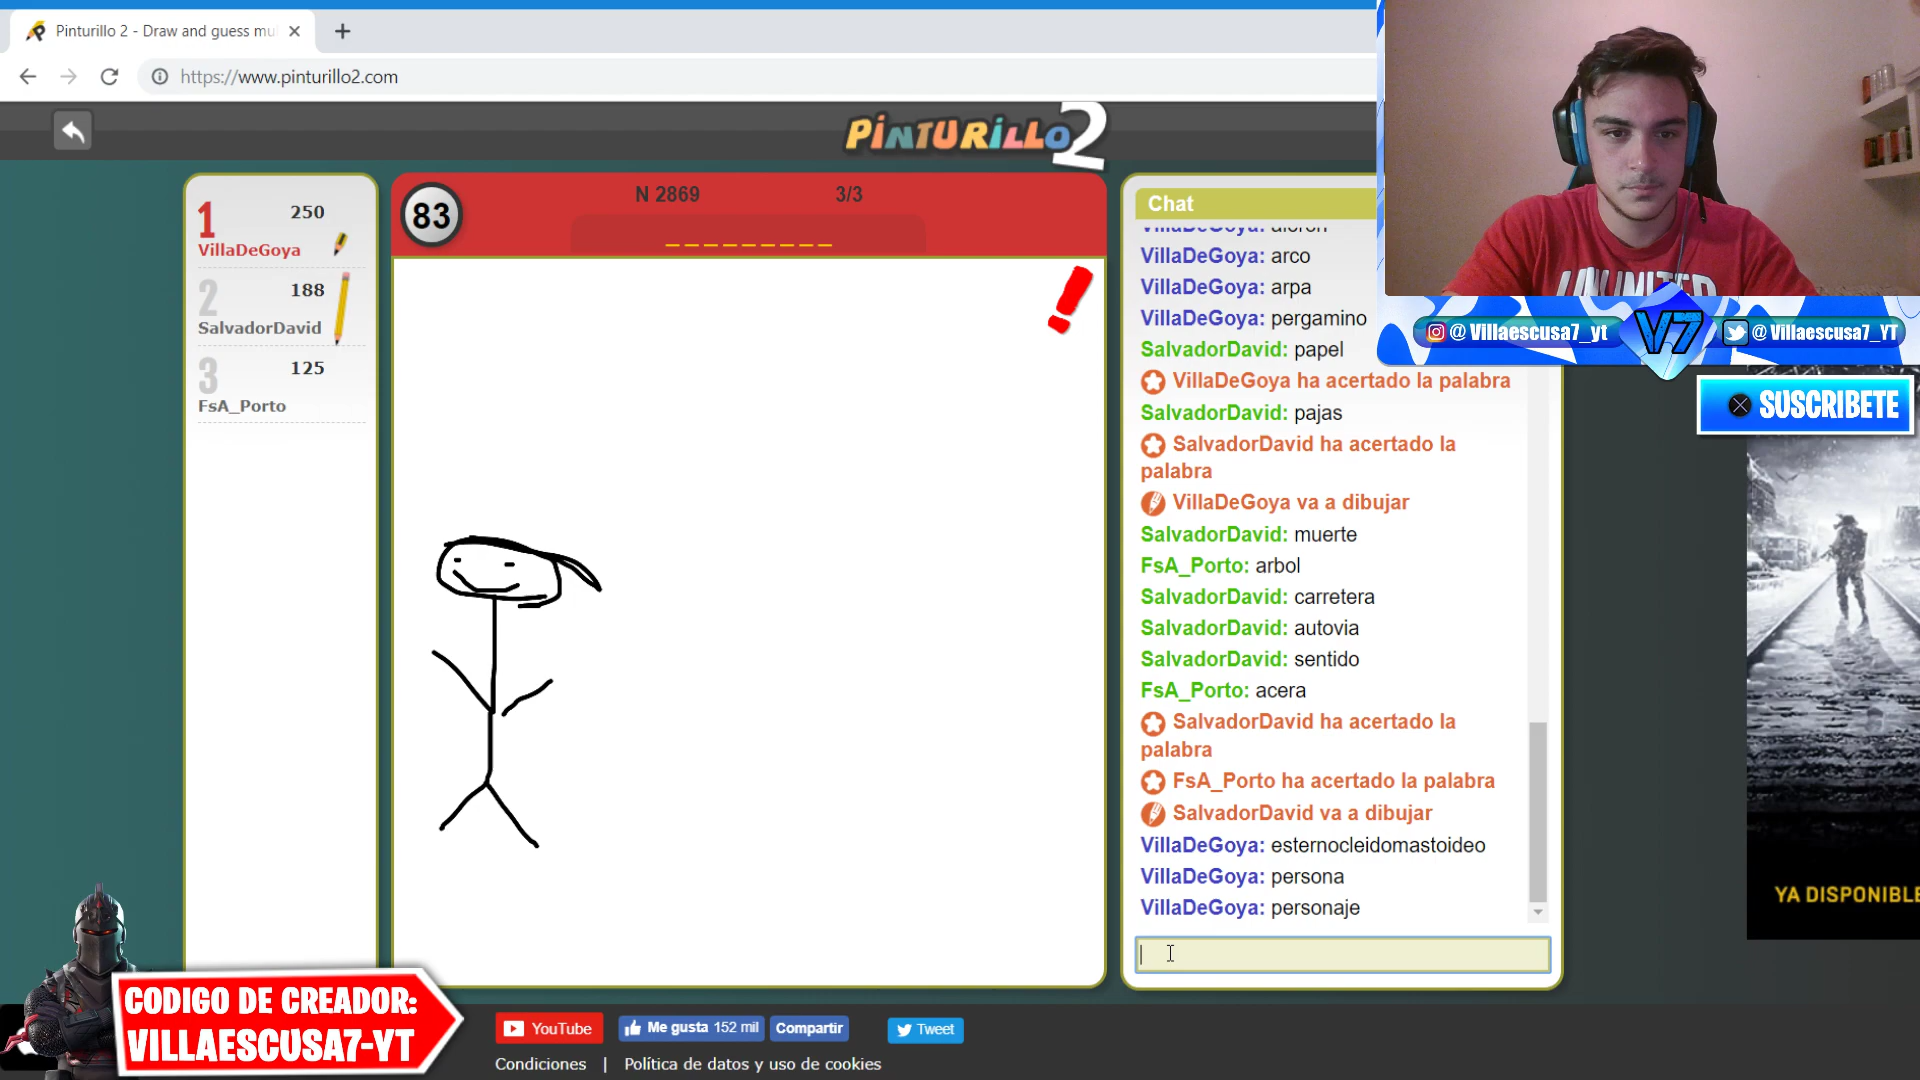 Pinturillo 2 - Draw and guess mu
https://www.pinturillo2.com
PINTURILLO 2
83
N 2869
3/3
_ _ _ _ _ _ _ _ _
1
250
VillaDeGoya
2
188
SalvadorDavid
3
125
FsA_Porto
!
Chat
VillaDeGoya: arco
VillaDeGoya: arpa
VillaDeGoya: pergamino
SalvadorDavid: papel
VillaDeGoya ha acertado la palabra
SalvadorDavid: pajas
SalvadorDavid ha acertado la
palabra
VillaDeGoya va a dibujar
SalvadorDavid: muerte
FsA_Porto: arbol
SalvadorDavid: carretera
SalvadorDavid: autovia
SalvadorDavid: sentido
FsA_Porto: acera
SalvadorDavid ha acertado la
palabra
FsA_Porto ha acertado la palabra
SalvadorDavid va a dibujar
VillaDeGoya: esternocleidomastoideo
VillaDeGoya: persona
VillaDeGoya: personaje
UNLIMITED
@Villaescusa7_yt
V7
@Villaescusa7_YT
SUSCRIBETE
YA DISPONIBLE
CODIGO DE CREADOR:
VILLAESCUSA7-YT
YouTube
Me gusta 152 mil
Compartir
Tweet
Condiciones | Política de datos y uso de cookies